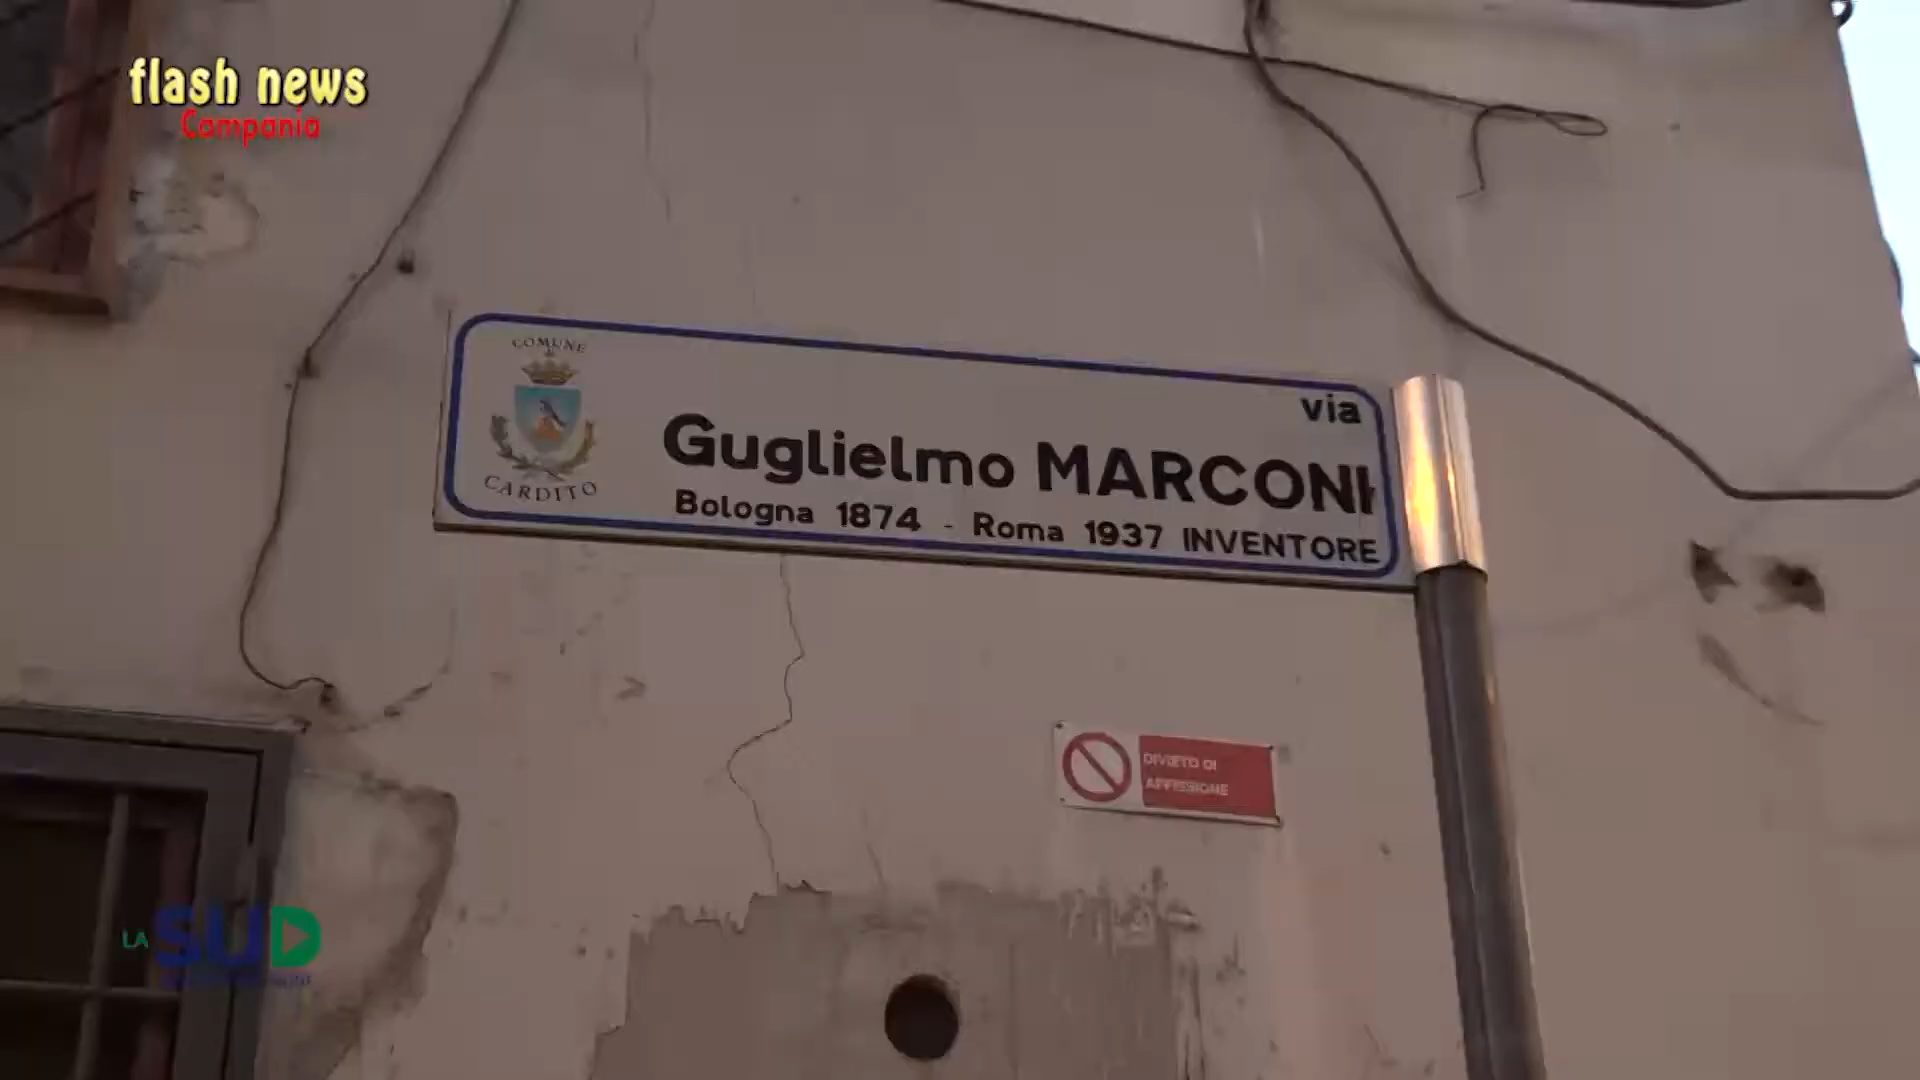 flash news
Campania
COMUNE
CARDITO
via
Guglielmo MARCONI
Bologna 1874 - Roma 1937 INVENTORE
DIVIETO DI
AFFISSIONE
LA SUD